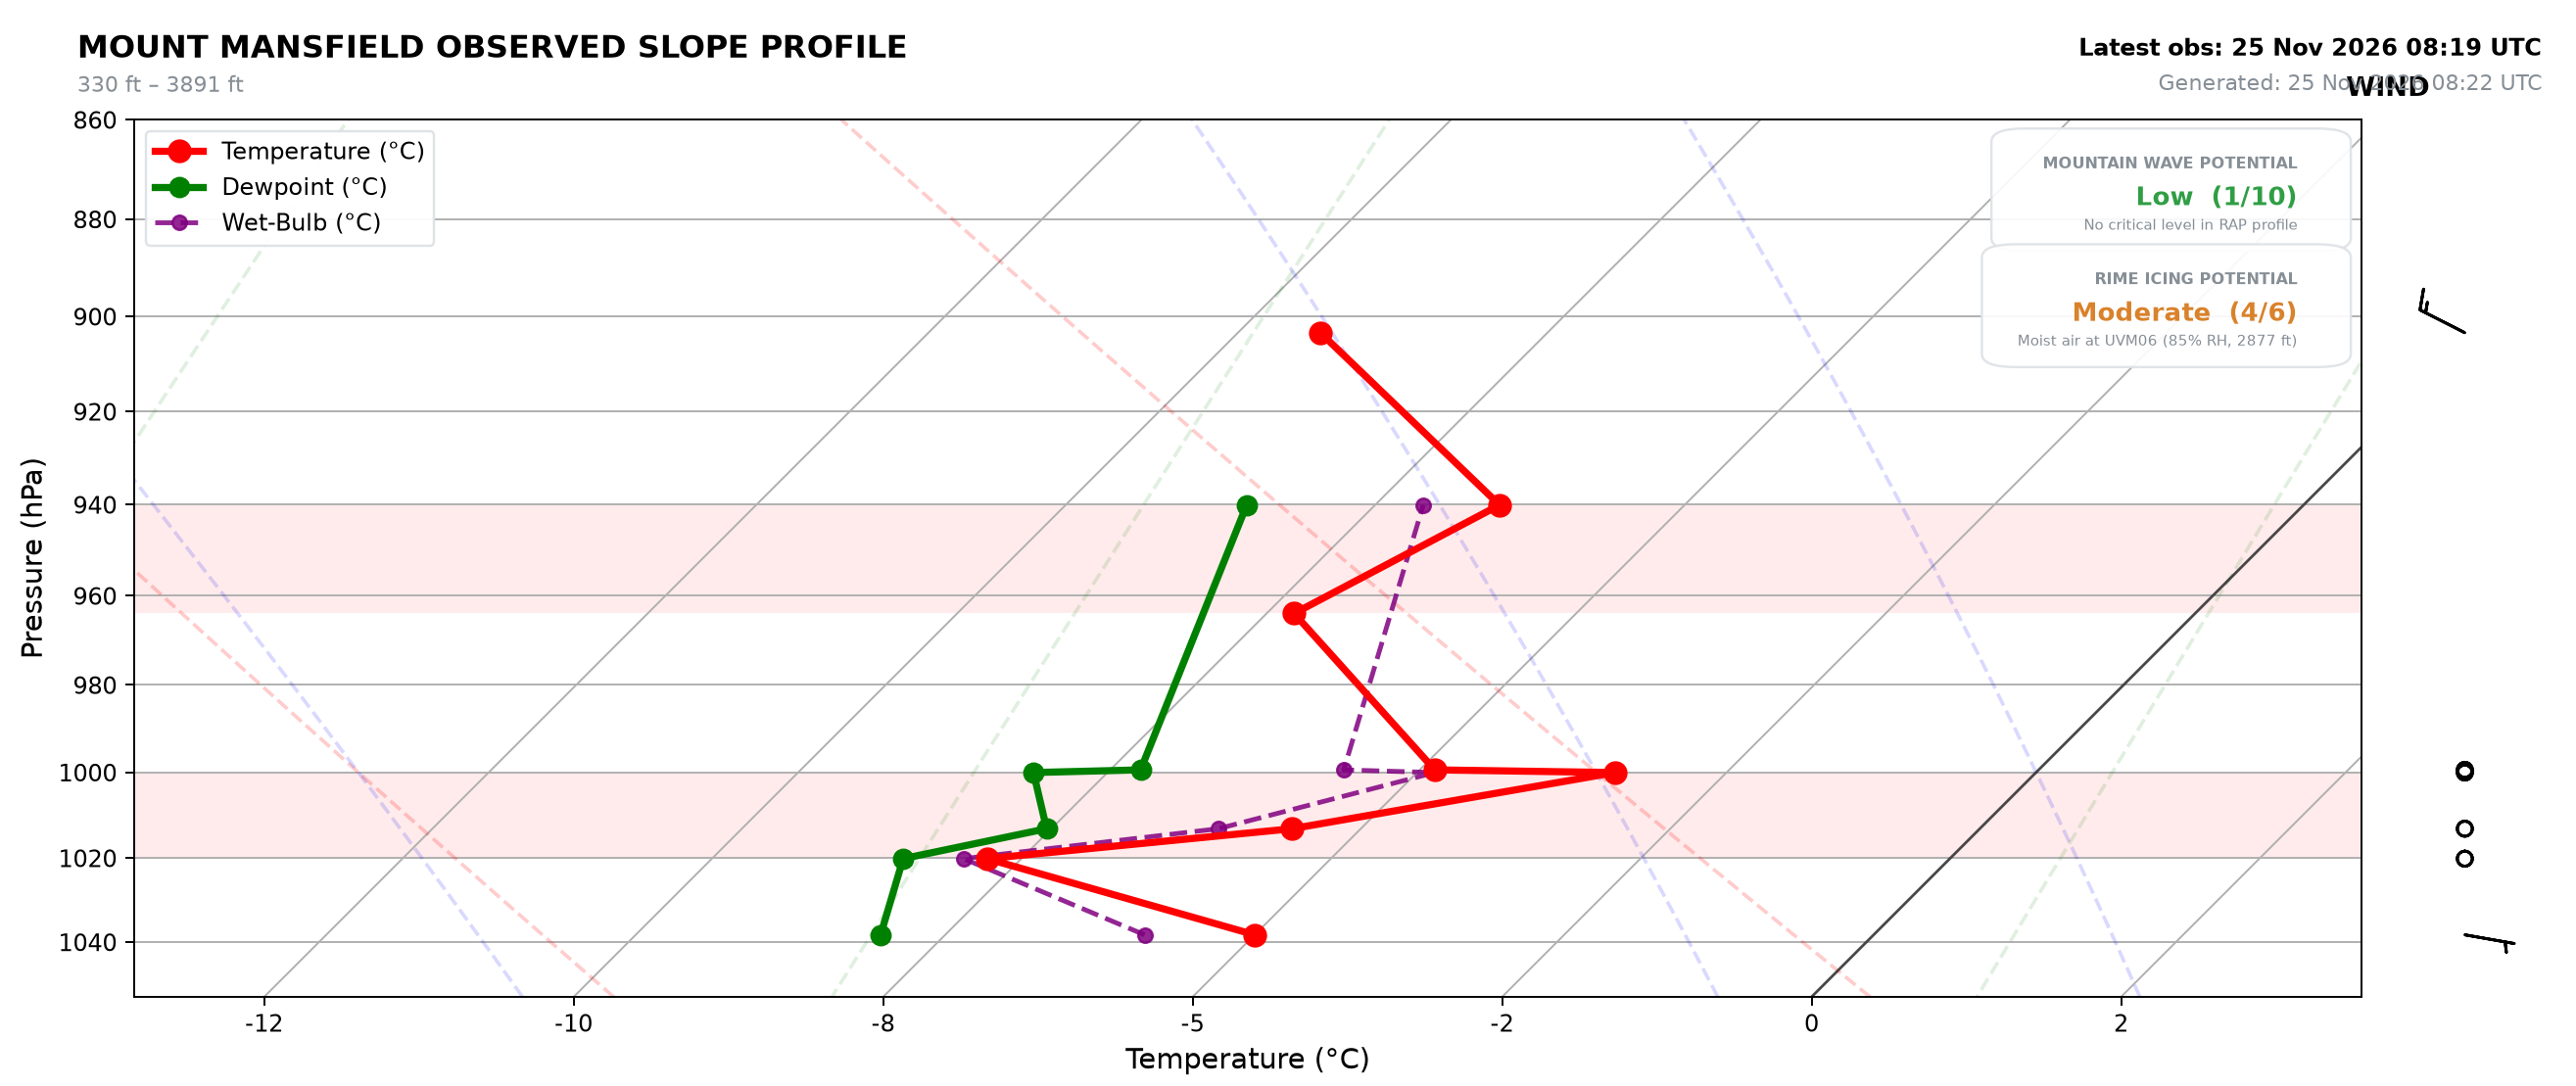 MOUNT MANSFIELD OBSERVED SLOPE PROFILE
330 ft – 3891 ft
Latest obs: 25 Nov 2026 08:19 UTC
Generated: 25 Nov 2026 08:22 UTC
WIND
Temperature (°C)
Dewpoint (°C)
Wet-Bulb (°C)
MOUNTAIN WAVE POTENTIAL
Low (1/10)
No critical level in RAP profile
RIME ICING POTENTIAL
Moderate (4/6)
Moist air at UVM06 (85% RH, 2877 ft)
Pressure (hPa)
860
880
900
920
940
960
980
1000
1020
1040
-12
-10
-8
-5
-2
0
2
Temperature (°C)